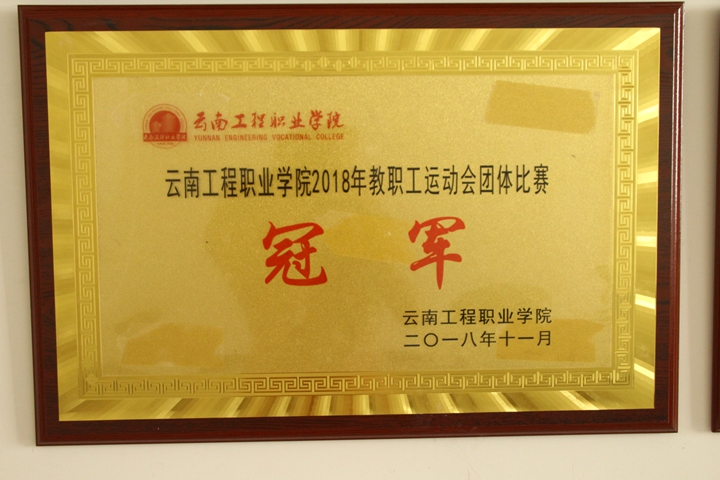 云南工程职业学院
YUNNAN ENGINEERING VOCATIONAL COLLEGE
云南工程职业学院2018年教职工运动会团体比赛
冠军
云南工程职业学院
二〇一八年十一月